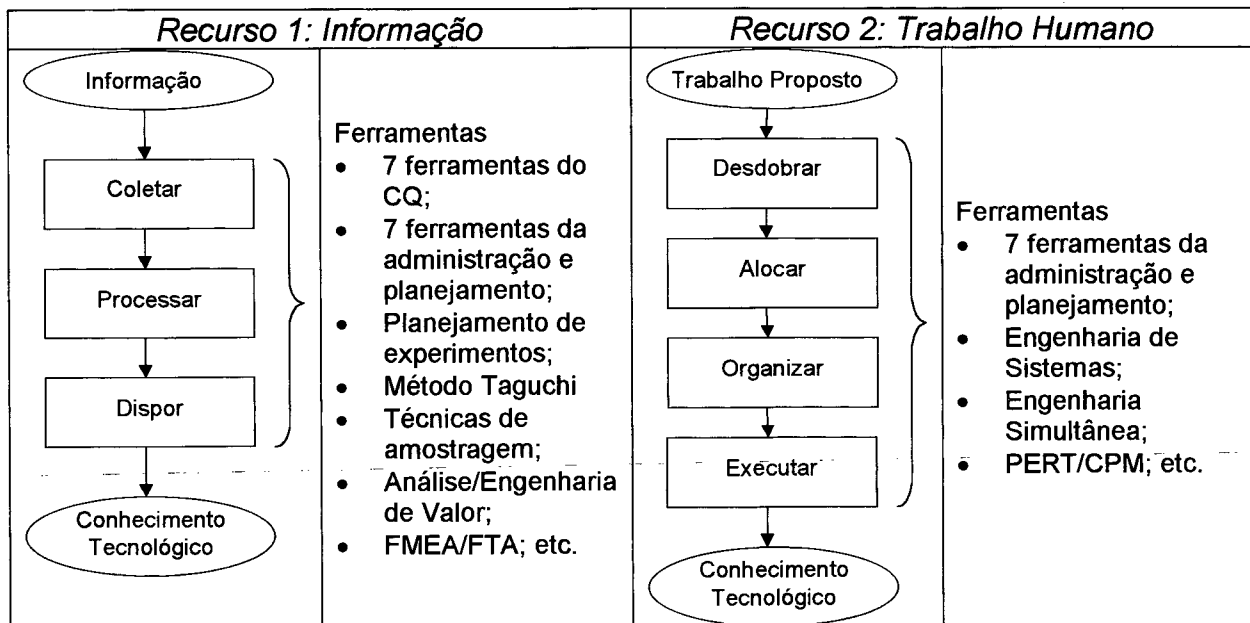 Recurso 1: Informação
Informação
Coletar
Processar
Dispor
Conhecimento
Tecnológico
Ferramentas
• 7 ferramentas do
CQ;
• 7 ferramentas da
administração e
planejamento;
• Planejamento de
experimentos;
• Método Taguchi
• Técnicas de
amostragem;
• Análise/Engenharia
de Valor;
• FMEA/FTA; etc.
Recurso 2: Trabalho Humano
Trabalho Proposto
Desdobrar
Alocar
Organizar
Executar
Conhecimento
Tecnológico
Ferramentas
• 7 ferramentas da
administração e
planejamento;
• Engenharia de
Sistemas;
• Engenharia
Simultânea;
• PERT/CPM; etc.